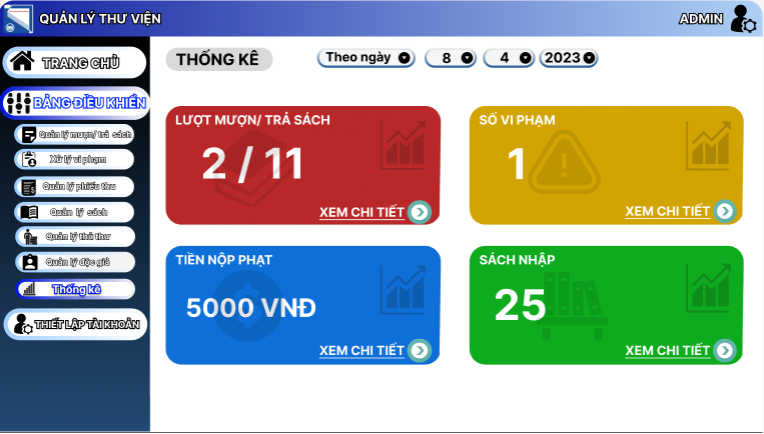 QUẢN LÝ THƯ VIỆN
ADMIN
TRANG CHỦ
BẢNG ĐIỀU KHIỂN
Quản lý mượn/ trả sách
Xử lý vi phạm
Quản lý phiếu thu
Quản lý sách
Quản lý thủ thư
Quản lý độc giả
Thống kê
THIẾT LẬP TÀI KHOẢN
THỐNG KÊ
Theo ngày 8 4 2023
LƯỢT MƯỢN/ TRẢ SÁCH
2 / 11
XEM CHI TIẾT
SỐ VI PHẠM
1
XEM CHI TIẾT
TIỀN NỘP PHẠT
5000 VNĐ
XEM CHI TIẾT
SÁCH NHẬP
25
XEM CHI TIẾT